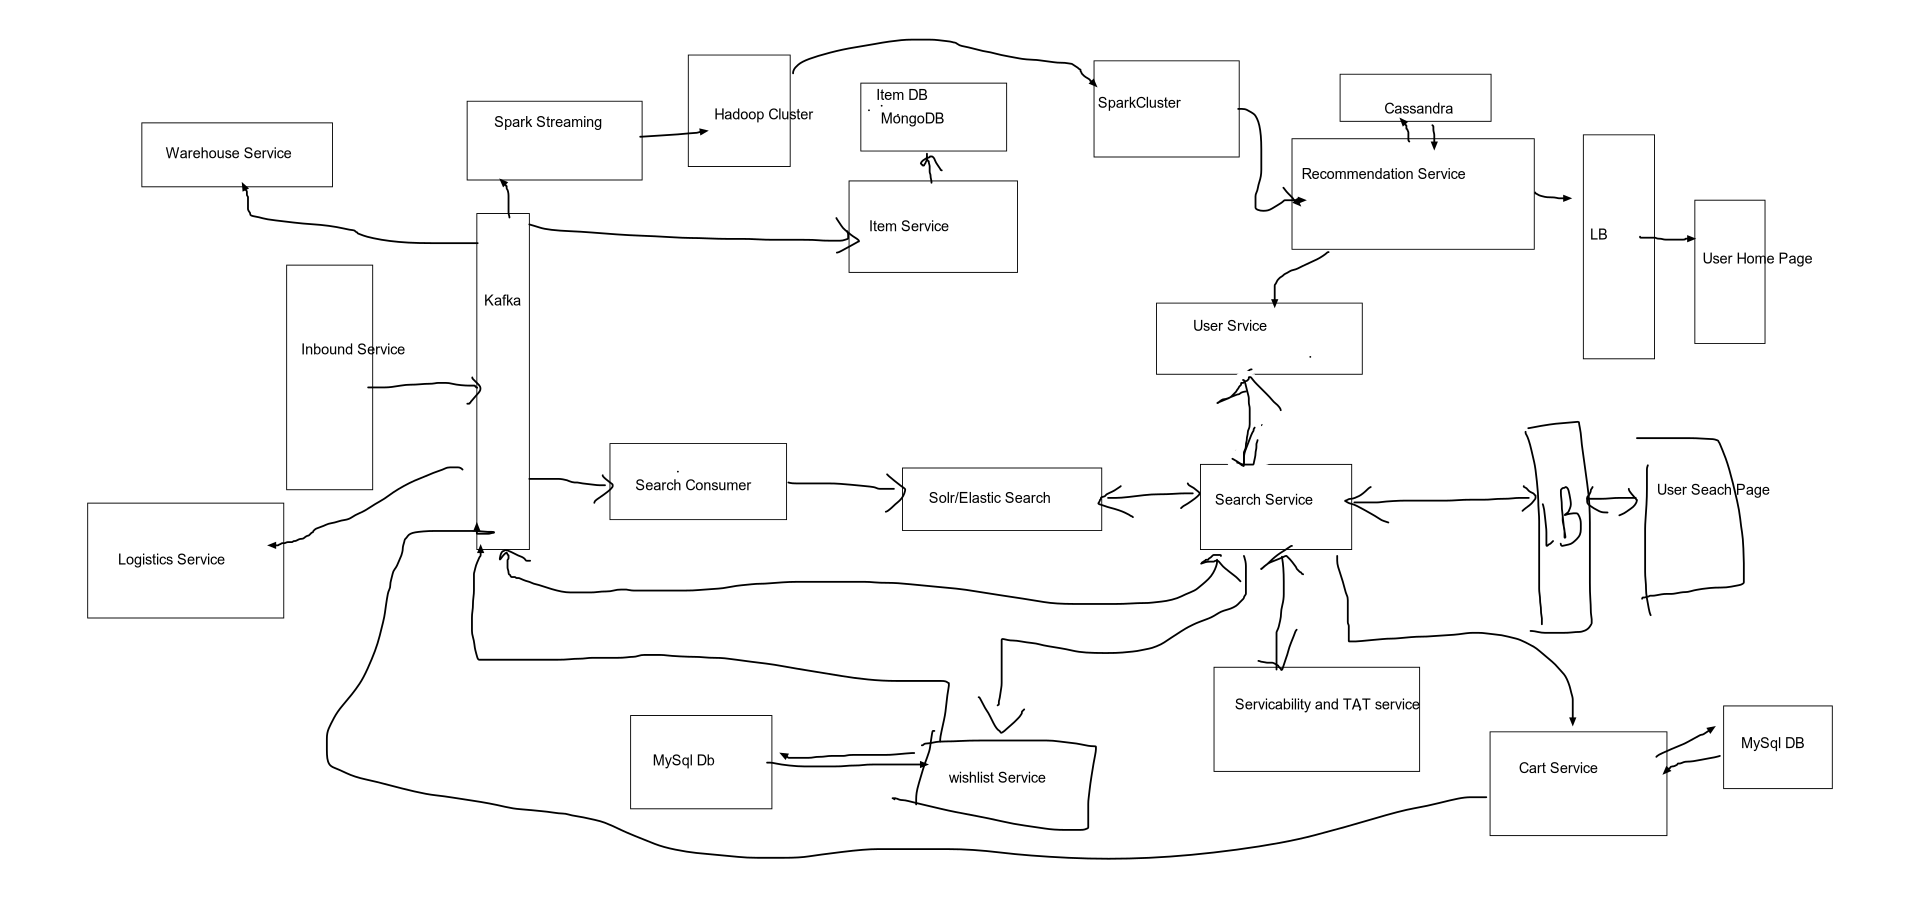 Hadoop Cluster
Item DB
MongoDB
SparkCluster
Cassandra
Spark Streaming
Warehouse Service
Recommendation Service
Item Service
LB
User Home Page
Kafka
User Srvice
Inbound Service
Search Consumer
Solr/Elastic Search
Search Service
LB
User Seach Page
Logistics Service
Servicability and TAT service
MySql Db
wishlist Service
Cart Service
MySql DB